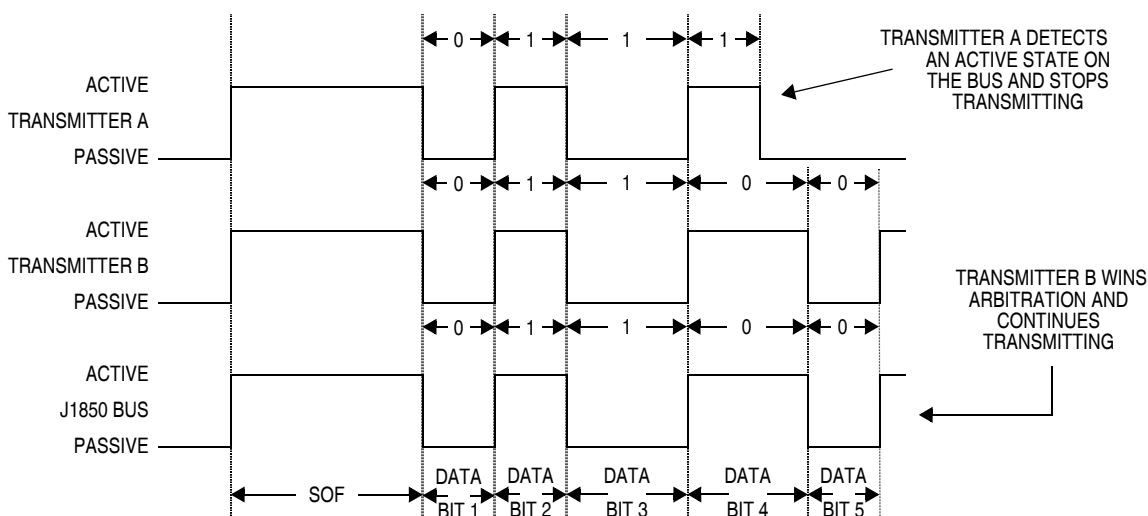 0 1 1 1
TRANSMITTER A DETECTS
AN ACTIVE STATE ON
THE BUS AND STOPS
TRANSMITTING
ACTIVE
TRANSMITTER A
PASSIVE
0 1 1 0 0
ACTIVE
TRANSMITTER B
PASSIVE
TRANSMITTER B WINS
ARBITRATION AND
CONTINUES
TRANSMITTING
0 1 1 0 0
ACTIVE
J1850 BUS
PASSIVE
SOF
DATA
BIT 1
DATA
BIT 2
DATA
BIT 3
DATA
BIT 4
DATA
BIT 5